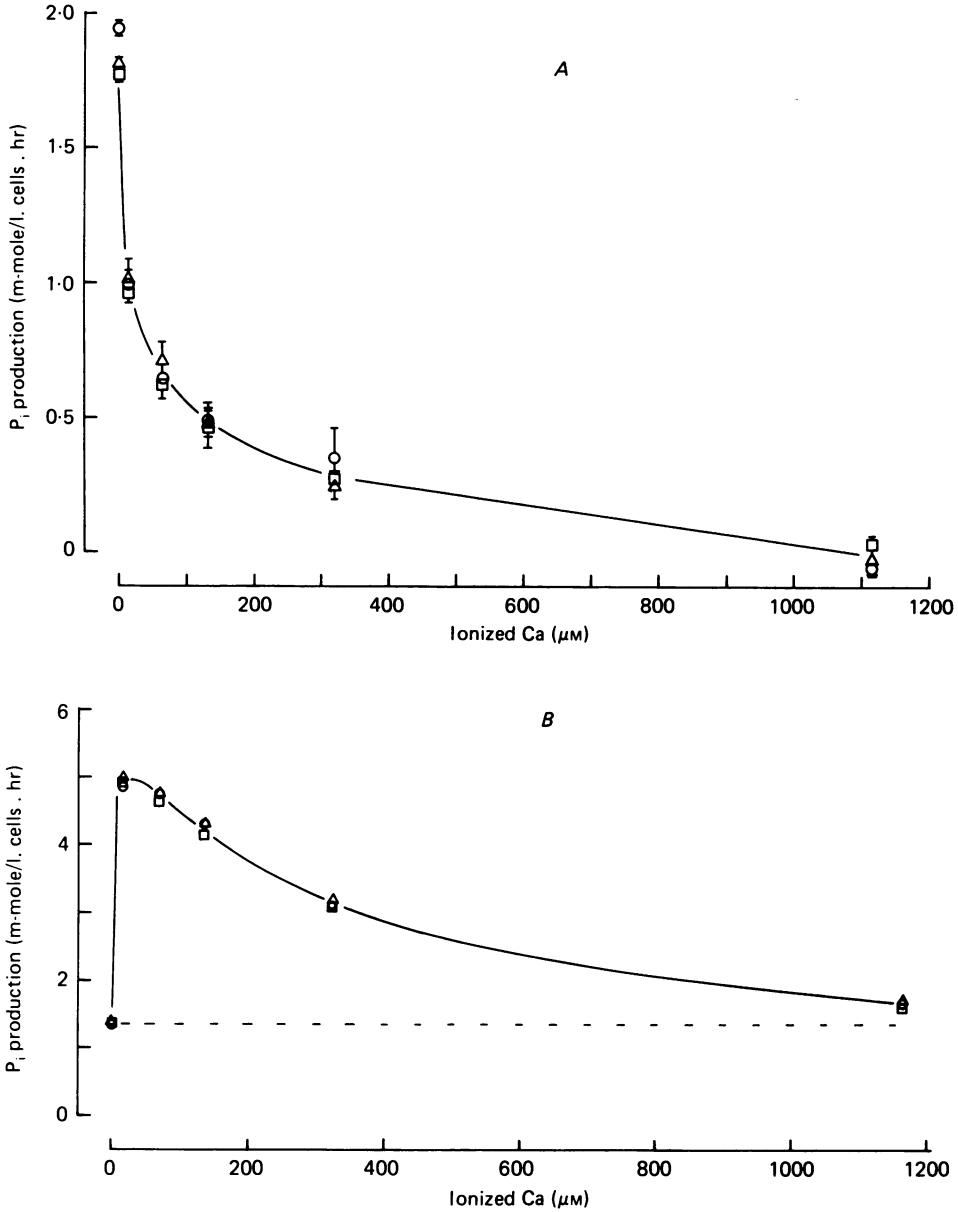 A
2·0
1·5
1·0
0·5
0
Pi production (m-mole/l. cells . hr)
0 200 400 600 800 1000 1200
Ionized Ca (μM)
B
6
4
2
0
Pi production (m-mole/l. cells . hr)
0 200 400 600 800 1000 1200
Ionized Ca (μM)